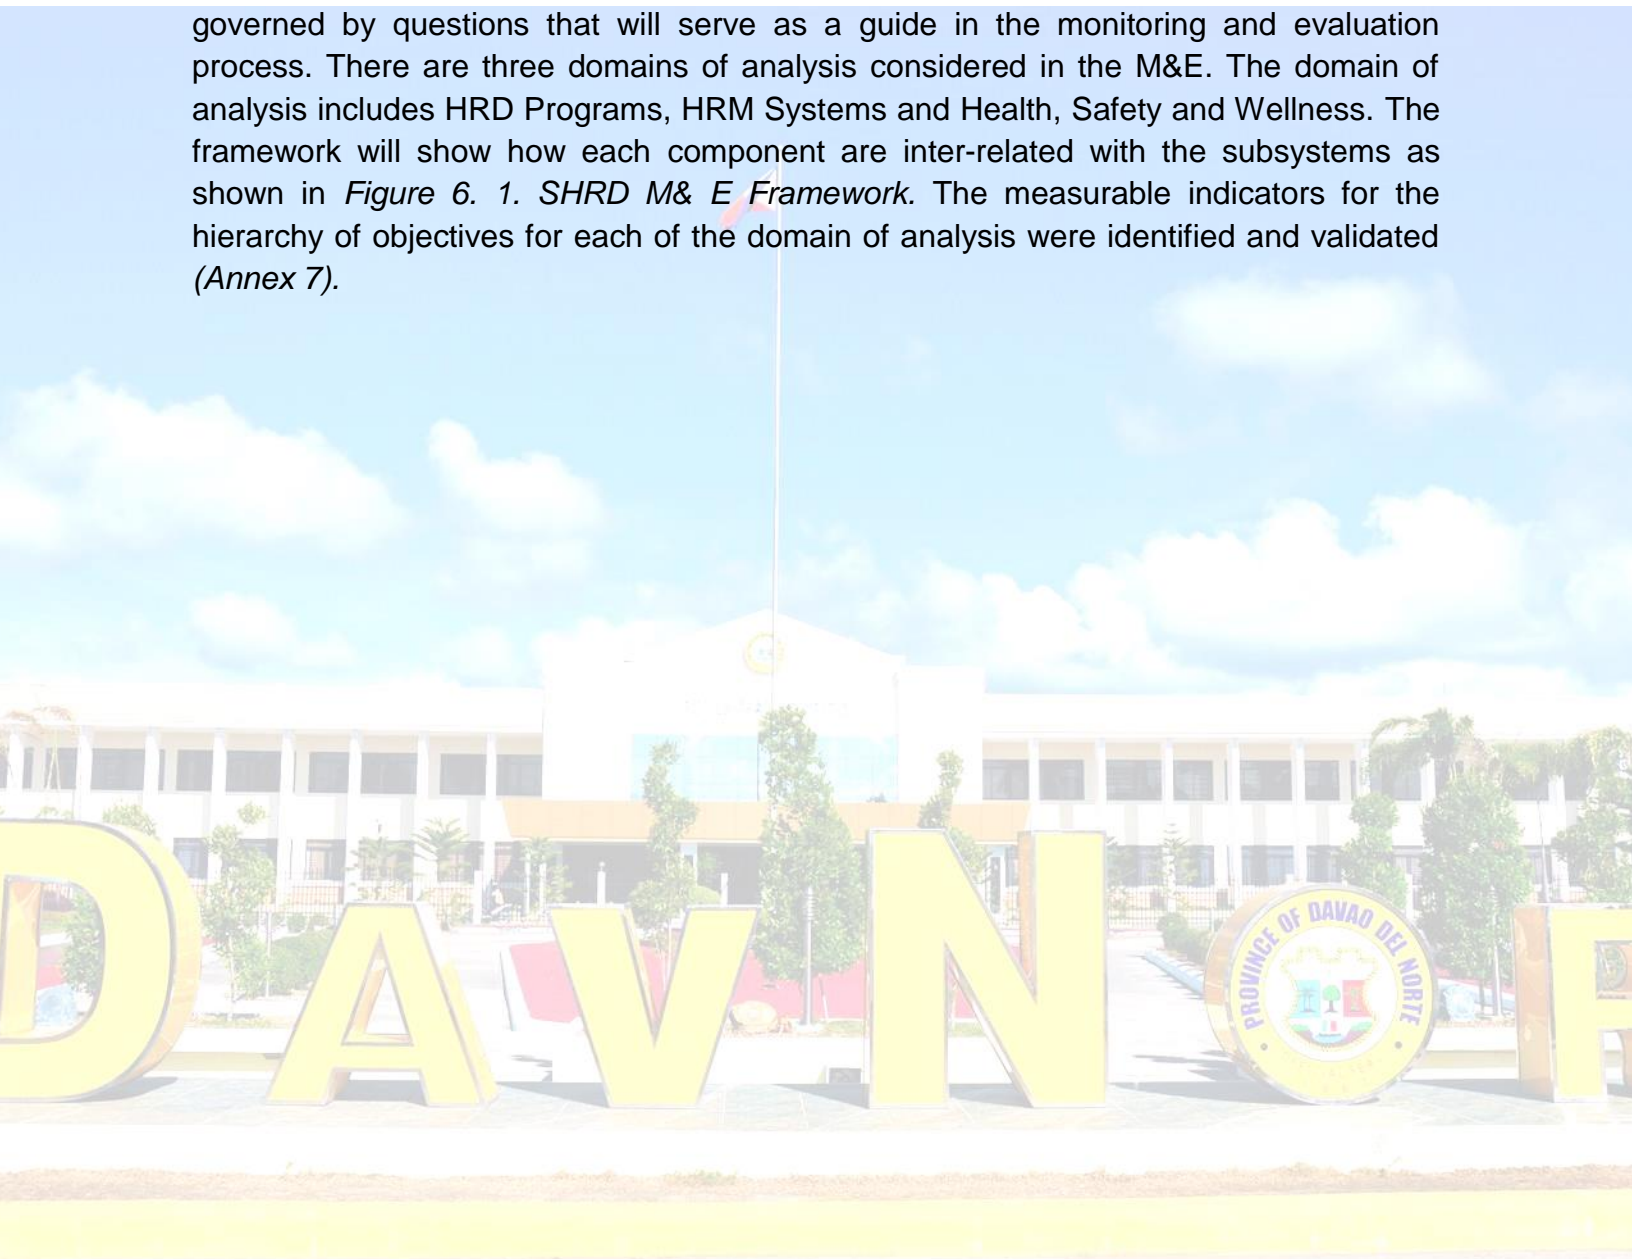 governed by questions that will serve as a guide in the monitoring and evaluation
process. There are three domains of analysis considered in the M&E. The domain of
analysis includes HRD Programs, HRM Systems and Health, Safety and Wellness. The
framework will show how each component are inter-related with the subsystems as
shown in Figure 6. 1. SHRD M& E Framework. The measurable indicators for the
hierarchy of objectives for each of the domain of analysis were identified and validated
(Annex 7).
DAVNOR
PROVINCE OF DAVAO DEL NORTE